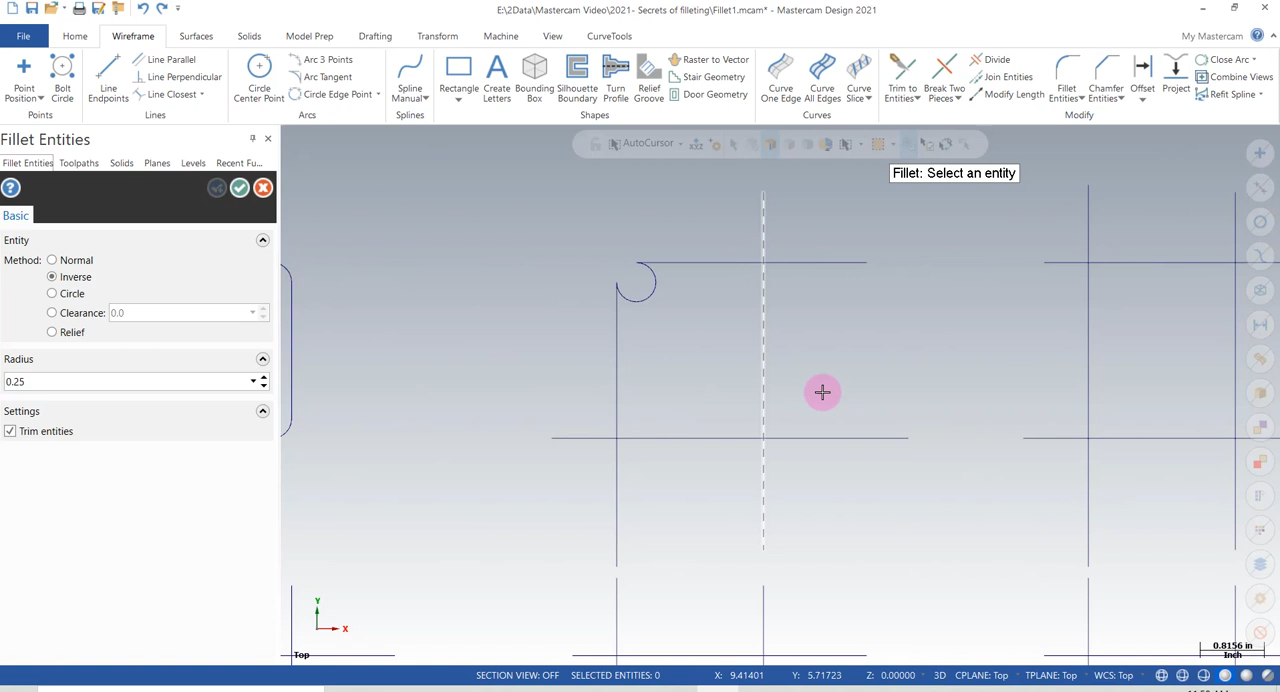 E:\2Data\Mastercam Video\2021- Secrets of filleting\Fillet1.mcam* - Mastercam Design 2021
File Home Wireframe Surfaces Solids Model Prep Drafting Transform Machine View CurveTools My Mastercam
Point Position
Bolt Circle
Points
Line Endpoints
Line Parallel
Line Perpendicular
Line Closest
Lines
Circle Center Point
Arc 3 Points
Arc Tangent
Circle Edge Point
Arcs
Spline Manual
Splines
Rectangle
Create Letters
Bounding Box
Silhouette Boundary
Turn Profile
Relief Groove
Raster to Vector
Stair Geometry
Door Geometry
Shapes
Curve One Edge
Curve All Edges
Curve Slice
Curves
Trim to Entities
Break Two Pieces
Divide
Join Entities
Modify Length
Fillet Entities
Chamfer Entities
Offset
Project
Close Arc
Combine Views
Refit Spline
Modify
Fillet Entities
Fillet Entities Toolpaths Solids Planes Levels Recent Fu...
Basic
Entity
Method: Normal
Inverse
Circle
Clearance: 0.0
Relief
Radius
0.25
Settings
Trim entities
AutoCursor
Fillet: Select an entity
Y
X
Top
0.8156 in
Inch
SECTION VIEW: OFF SELECTED ENTITIES: 0 X: 9.41401 Y: 5.71723 Z: 0.00000 3D CPLANE: Top TPLANE: Top WCS: Top